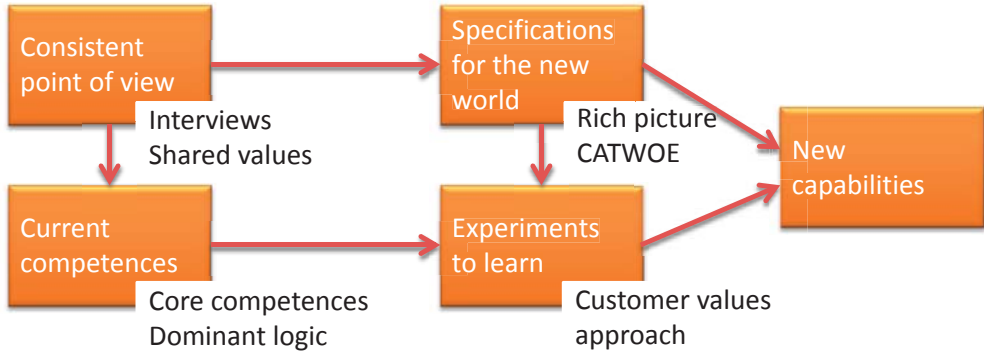 Consistent
point of view
Interviews
Shared values
Specifications
for the new
world
Rich picture
CATWOE
New
capabilities
Current
competences
Core competences
Dominant logic
Experiments
to learn
Customer values
approach